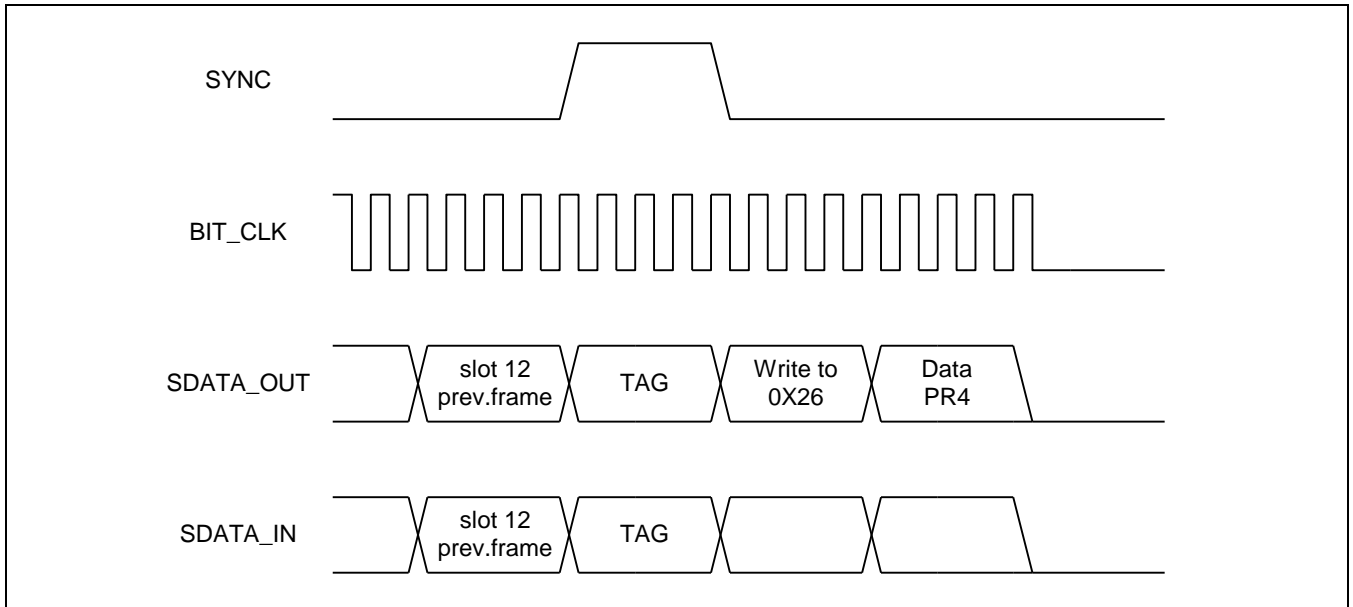 SYNC
BIT_CLK
SDATA_OUT
slot 12
prev.frame
TAG
Write to
0X26
Data
PR4
SDATA_IN
slot 12
prev.frame
TAG